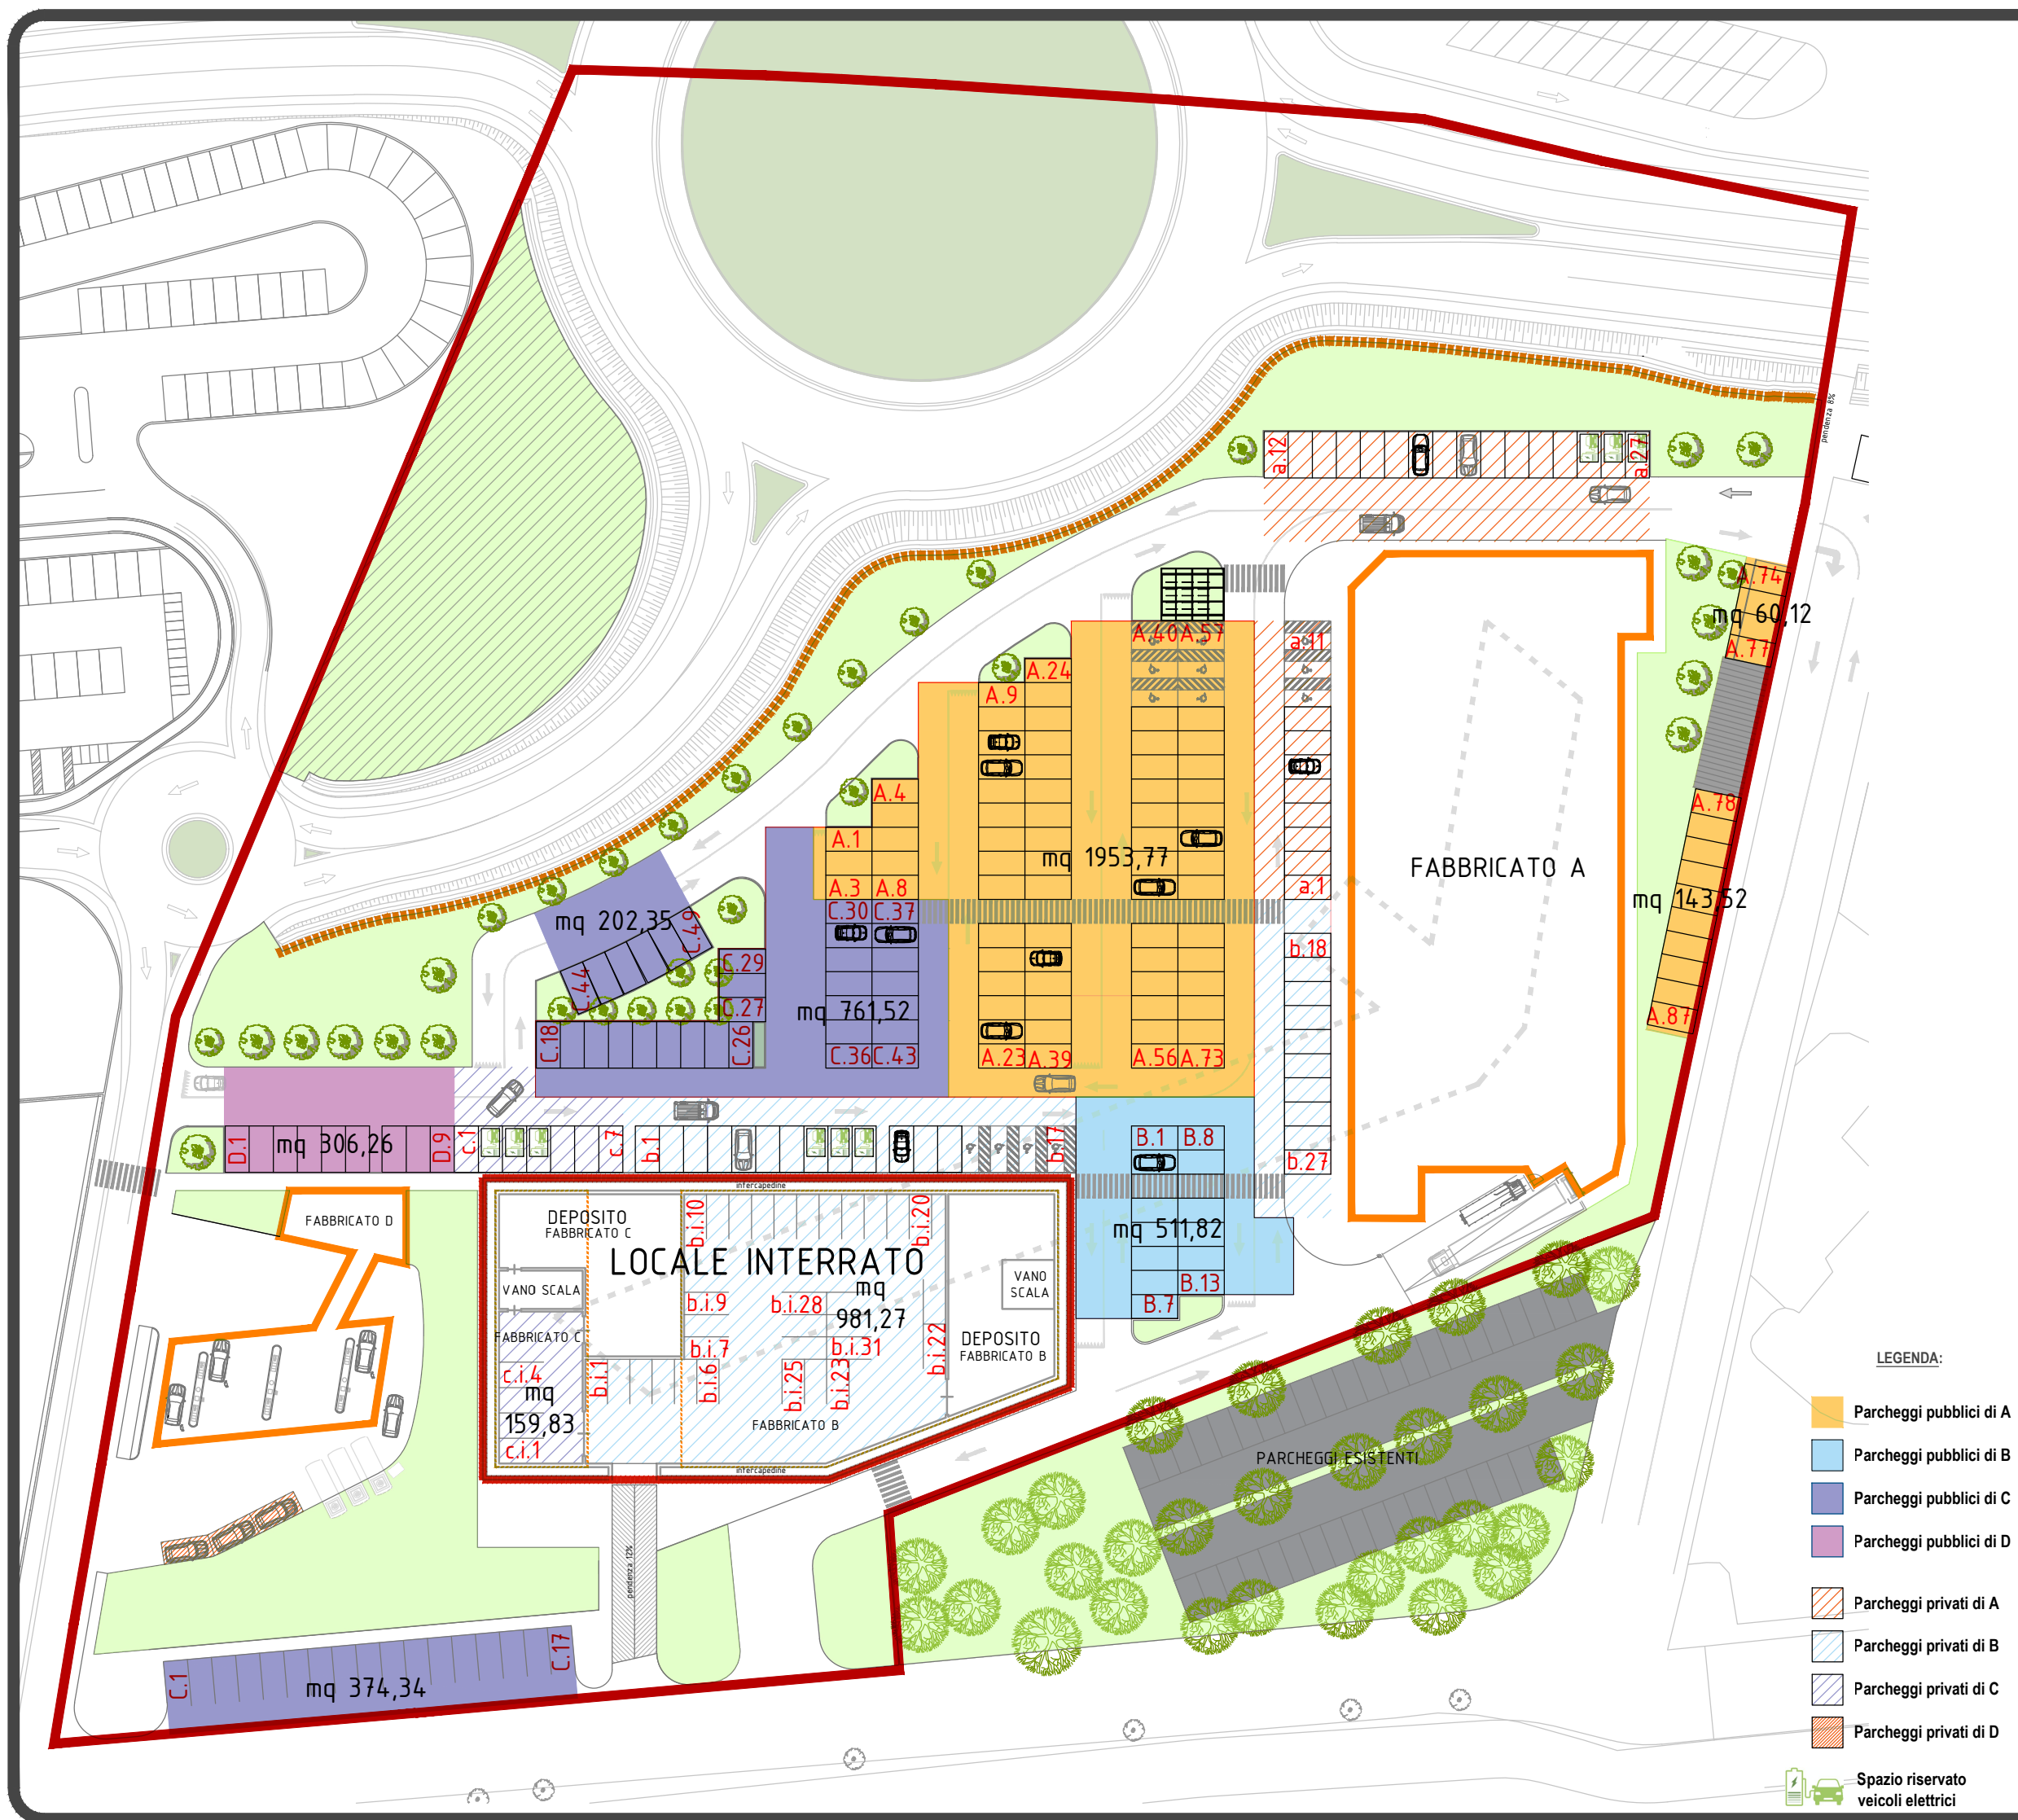 pendenza 8%
a.12
a.27
A.74
mq 60,12
A.77
A.40
A.57
a.11
A.24
A.9
A.4
A.78
A.1
mq 1953,77
FABBRICATO A
A.3
A.8
a.1
mq 143,52
C.30
C.37
mq 202,35
C.49
b.18
C.29
C.44
C.27
mq 761,52
A.87
C.18
C.26
C.36
C.43
A.23
A.39
A.56
A.73
D.1
mq 306,26
D.9
c.1
c.7
b.1
b.17
B.1
B.8
b.27
intercapedine
FABBRICATO D
DEPOSITO
FABBRICATO C
b.i.10
b.i.20
mq 511,82
LOCALE INTERRATO
VANO SCALA
VANO
SCALA
mq
981,27
b.i.9
b.i.28
B.13
B.7
FABBRICATO C
b.i.7
b.i.31
b.i.22
DEPOSITO
FABBRICATO B
c.i.4
b.i.1
b.i.6
b.i.25
b.i.23
mq
159,83
FABBRICATO B
c.i.1
intercapedine
PARCHEGGI ESISTENTI
pendenza 12%
C.1
C.17
mq 374,34
LEGENDA:
Parcheggi pubblici di A
Parcheggi pubblici di B
Parcheggi pubblici di C
Parcheggi pubblici di D
Parcheggi privati di A
Parcheggi privati di B
Parcheggi privati di C
Parcheggi privati di D
Spazio riservato
veicoli elettrici